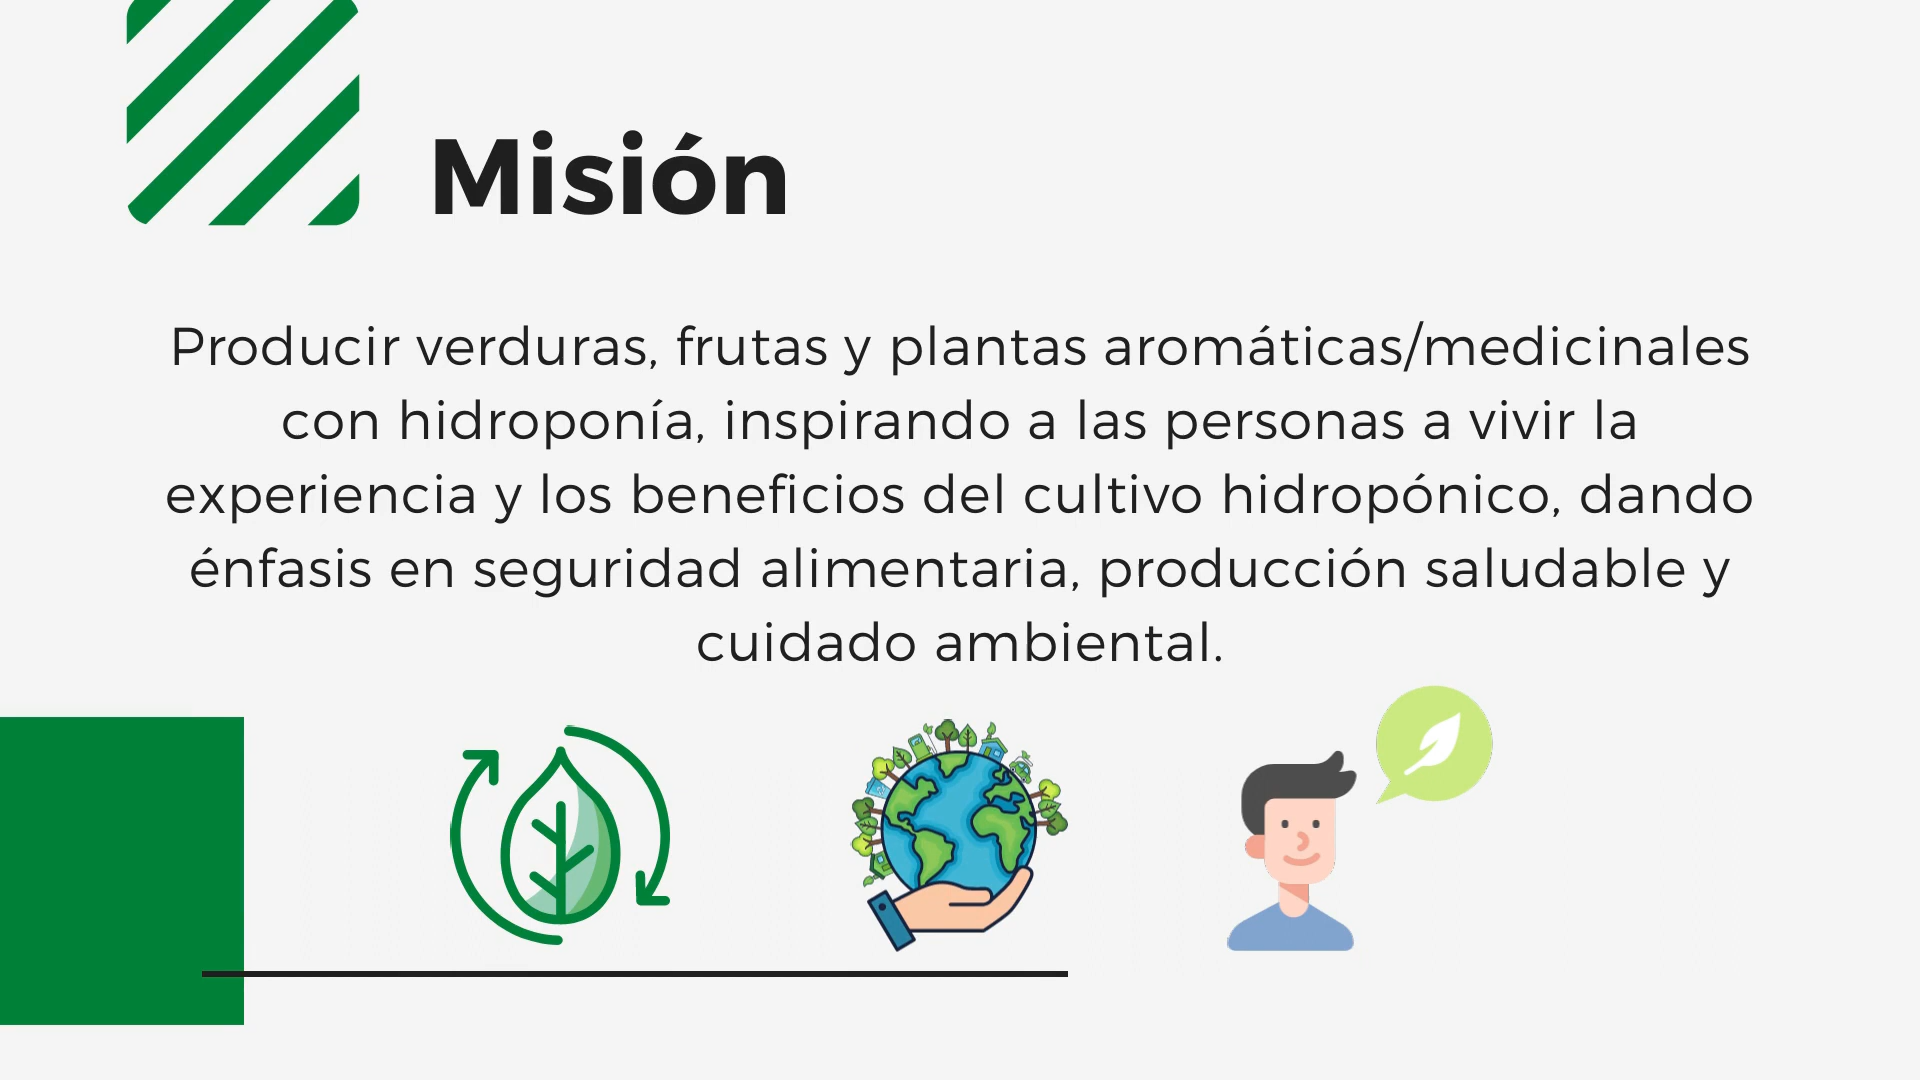 Misión
Producir verduras, frutas y plantas aromáticas/medicinales
con hidroponía, inspirando a las personas a vivir la
experiencia y los beneficios del cultivo hidropónico, dando
énfasis en seguridad alimentaria, producción saludable y
cuidado ambiental.